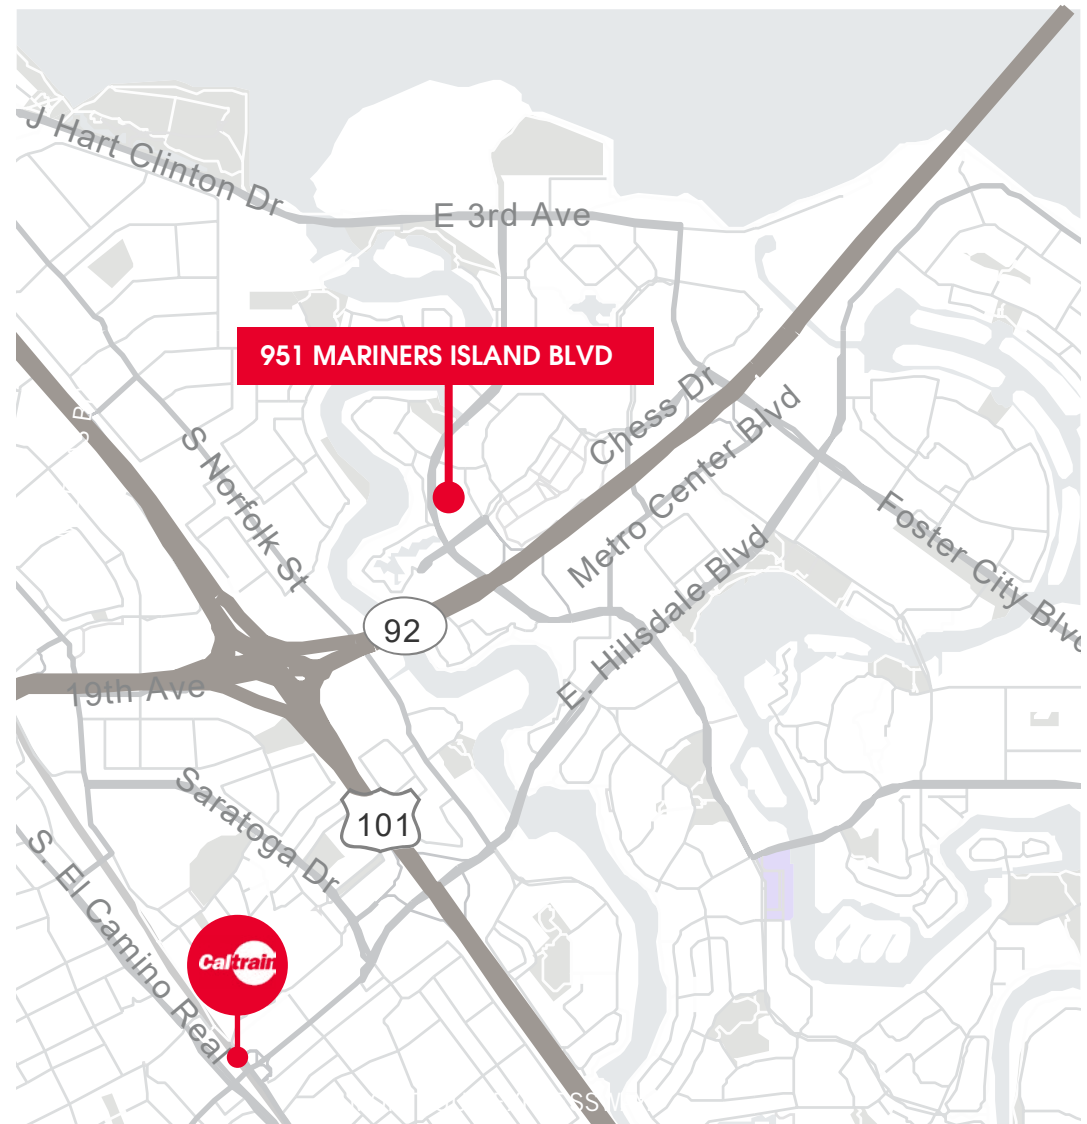 J Hart Clinton Dr
E 3rd Ave
951 MARINERS ISLAND BLVD
Chess Dr
Metro Center Blvd
S Norfolk St
Foster City Blvd
E. Hillsdale Blvd
92
19th Ave
Saratoga Dr
101
S. El Camino Real
Caltrain